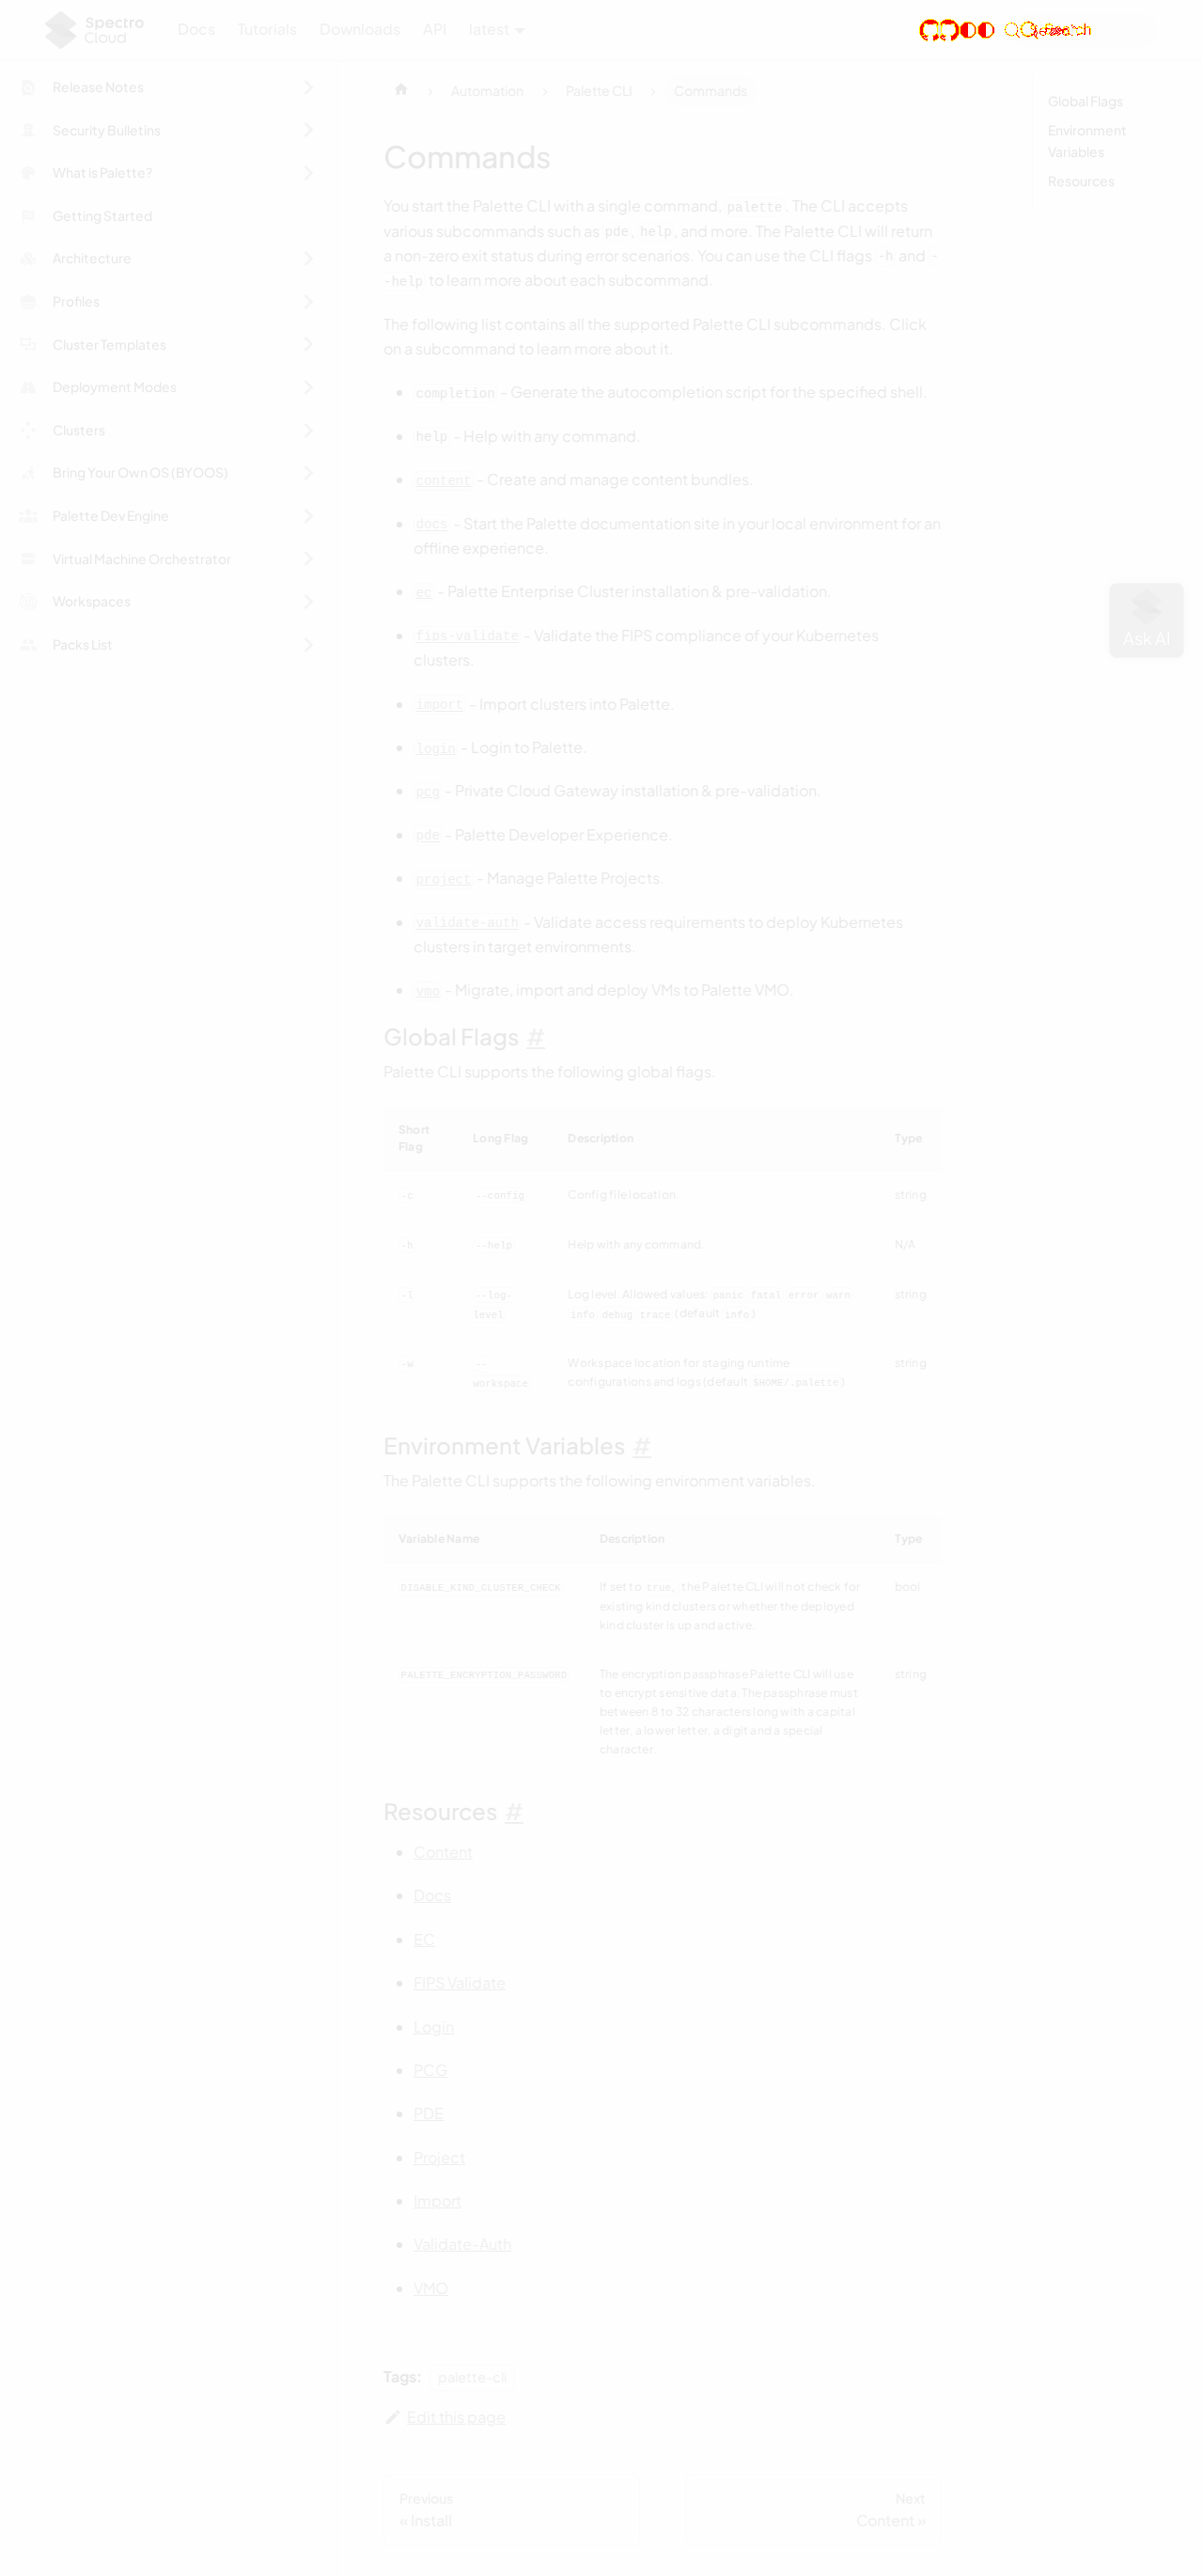 Spectro Cloud
Docs Tutorials Downloads API latest
Search
Release Notes
Security Bulletins
What is Palette?
Getting Started
Architecture
Profiles
Cluster Templates
Deployment Modes
Clusters
Bring Your Own OS (BYOOS)
Palette Dev Engine
Virtual Machine Orchestrator
Workspaces
Packs List
Automation › Palette CLI › Commands
Commands
You start the Palette CLI with a single command, palette. The CLI accepts
various subcommands such as pde, help, and more. The Palette CLI will return
a non-zero exit status during error scenarios. You can use the CLI flags -h and -
-help to learn more about each subcommand.
The following list contains all the supported Palette CLI subcommands. Click
on a subcommand to learn more about it.
completion - Generate the autocompletion script for the specified shell.
help - Help with any command.
content - Create and manage content bundles.
docs - Start the Palette documentation site in your local environment for an
offline experience.
ec - Palette Enterprise Cluster installation & pre-validation.
fips-validate - Validate the FIPS compliance of your Kubernetes
clusters.
import - Import clusters into Palette.
login - Login to Palette.
pcg - Private Cloud Gateway installation & pre-validation.
pde - Palette Developer Experience.
project - Manage Palette Projects.
validate-auth - Validate access requirements to deploy Kubernetes
clusters in target environments.
vmo - Migrate, import and deploy VMs to Palette VMO.
Global Flags #
Palette CLI supports the following global flags.
Short Flag Long Flag Description Type
-c --config Config file location. string
-h --help Help with any command. N/A
-l --log-level Log level. Allowed values: panic fatal error warn string
info debug trace (default info)
-w --workspace Workspace location for staging runtime string
configurations and logs (default $HOME/.palette)
Environment Variables #
The Palette CLI supports the following environment variables.
Variable Name Description Type
DISABLE_KIND_CLUSTER_CHECK If set to true, the Palette CLI will not check for bool
existing kind clusters or whether the deployed
kind cluster is up and active.
PALETTE_ENCRYPTION_PASSWORD The encryption passphrase Palette CLI will use string
to encrypt sensitive data. The passphrase must
between 8 to 32 characters long with a capital
letter, a lower letter, a digit and a special
character.
Resources #
Content
Docs
EC
FIPS Validate
Login
PCG
PDE
Project
Import
Validate-Auth
VMO
Tags: palette-cli
Edit this page
Previous
« Install
Next
Content »
Global Flags
Environment
Variables
Resources
Ask AI